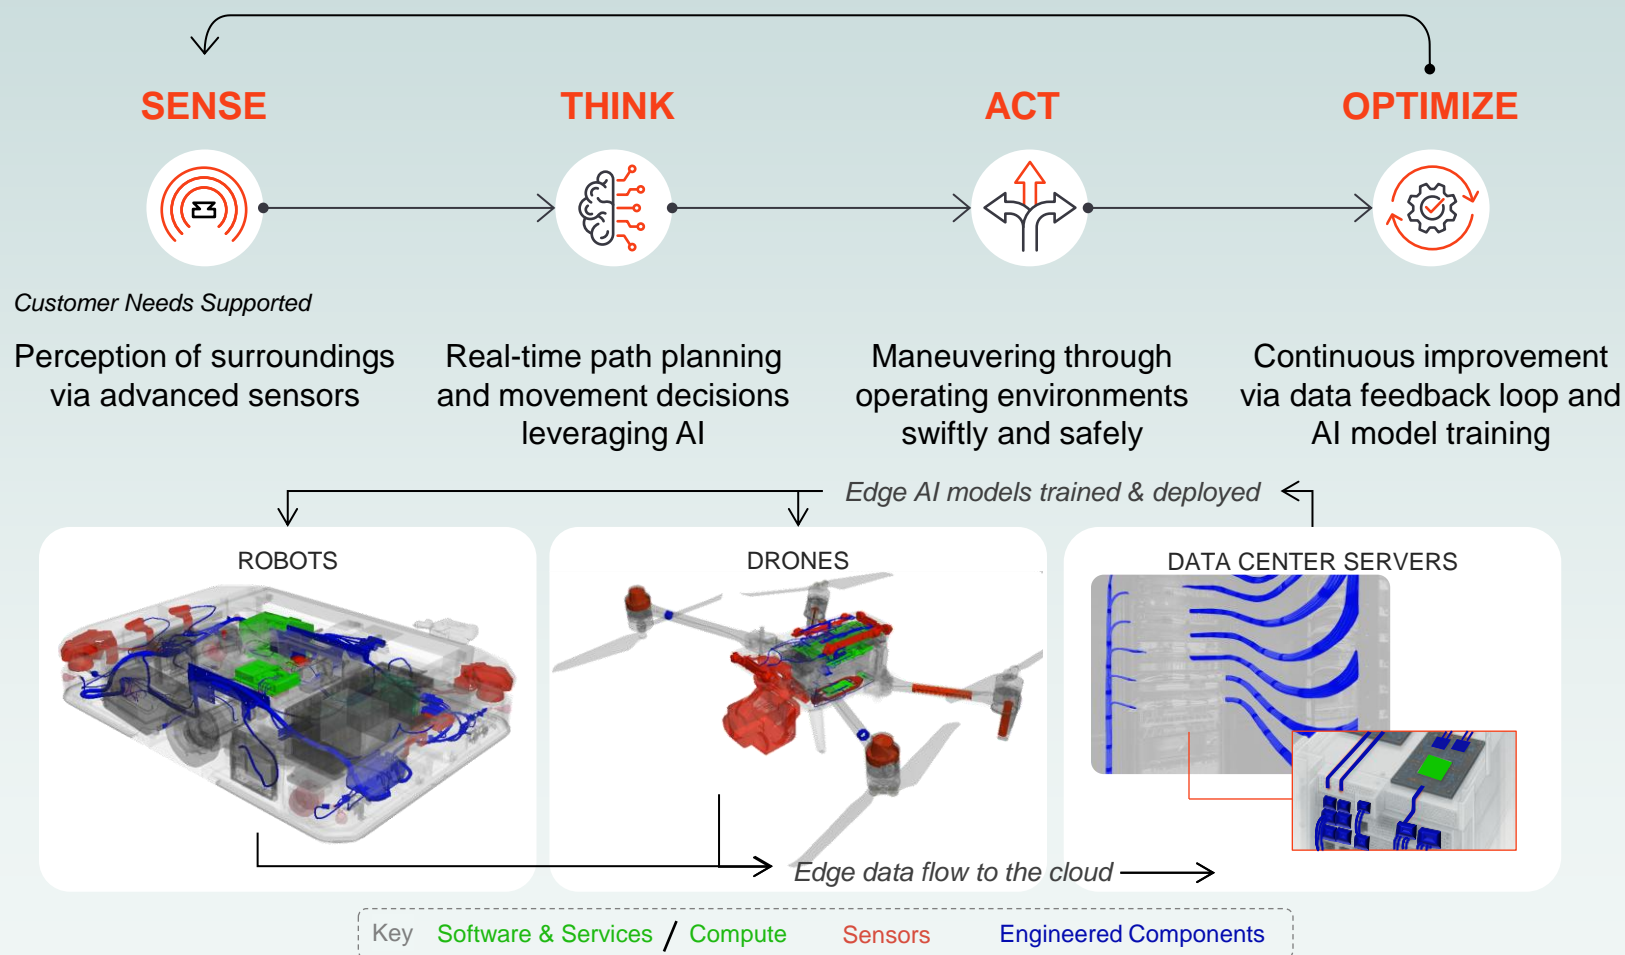 SENSE
THINK
ACT
OPTIMIZE
Customer Needs Supported
Perception of surroundings
via advanced sensors
Real-time path planning
and movement decisions
leveraging AI
Maneuvering through
operating environments
swiftly and safely
Continuous improvement
via data feedback loop and
AI model training
Edge AI models trained & deployed
ROBOTS
DRONES
DATA CENTER SERVERS
Edge data flow to the cloud
Key Software & Services / Compute Sensors Engineered Components